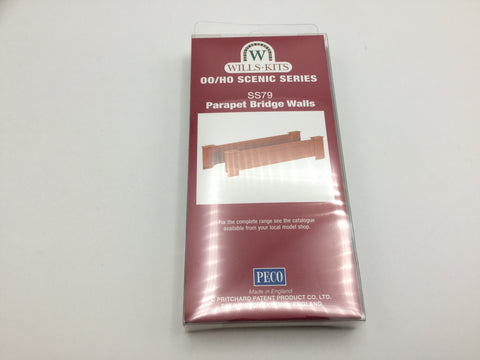 W
WILLS·KITS
OO/HO SCENIC SERIES
SS79
Parapet Bridge Walls
For the complete range see the catalogue
available from your local model shop.
PECO
Made in England
PRITCHARD PATENT PRODUCT CO. LTD.
ENGLAND